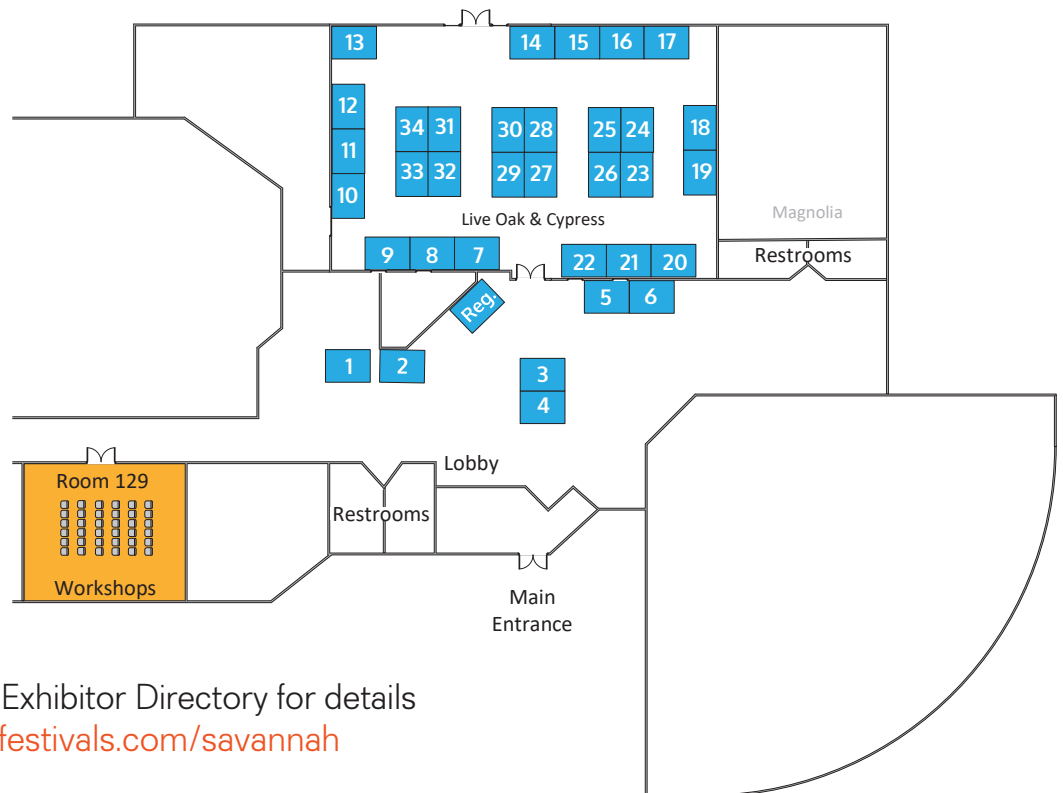 13
14 15 16 17
12
34 31 30 28 25 24 18
11
33 32 29 27 26 23 19
10
Live Oak & Cypress
Magnolia
9 8 7
22 21 20
Restrooms
Reg.
5 6
1 2
3
4
Lobby
Room 129
Restrooms
Workshops
Main
Entrance
Exhibitor Directory for details
festivals.com/savannah